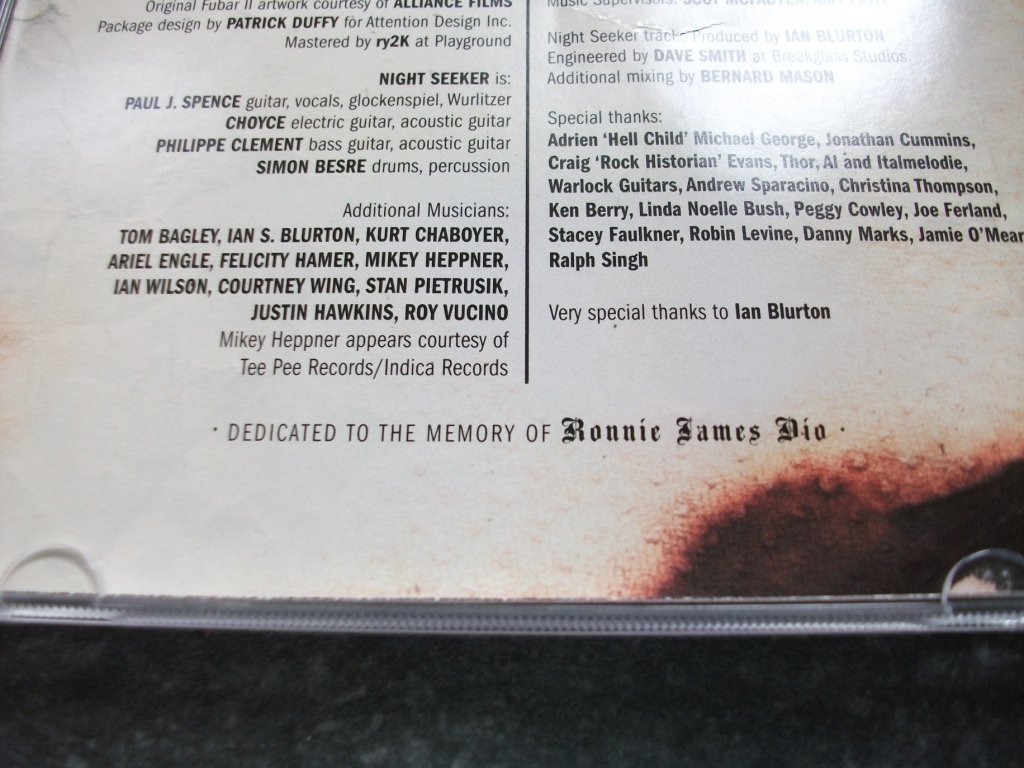 Original Fubar II artwork courtesy of ALLIANCE FILMS
Package design by PATRICK DUFFY for Attention Design Inc.
Mastered by ry2K at Playground
NIGHT SEEKER is:
PAUL J. SPENCE guitar, vocals, glockenspiel, Wurlitzer
CHOYCE electric guitar, acoustic guitar
PHILIPPE CLEMENT bass guitar, acoustic guitar
SIMON BESRE drums, percussion
Additional Musicians:
TOM BAGLEY, IAN S. BLURTON, KURT CHABOYER,
ARIEL ENGLE, FELICITY HAMER, MIKEY HEPPNER,
IAN WILSON, COURTNEY WING, STAN PIETRUSIK,
JUSTIN HAWKINS, ROY VUCINO
Mikey Heppner appears courtesy of
Tee Pee Records/Indica Records
Music Supervisors:
Night Seeker tracks Produced by IAN BLURTON
Engineered by DAVE SMITH at Breakglass Studios
Additional mixing by BERNARD MASON
Special thanks:
Adrien ‘Hell Child’ Michael George, Jonathan Cummins,
Craig ‘Rock Historian’ Evans, Thor, Al and Italmelodie,
Warlock Guitars, Andrew Sparacino, Christina Thompson,
Ken Berry, Linda Noelle Bush, Peggy Cowley, Joe Ferland,
Stacey Faulkner, Robin Levine, Danny Marks, Jamie O’Mear
Ralph Singh
Very special thanks to Ian Blurton
· DEDICATED TO THE MEMORY OF Ronnie James Dio ·